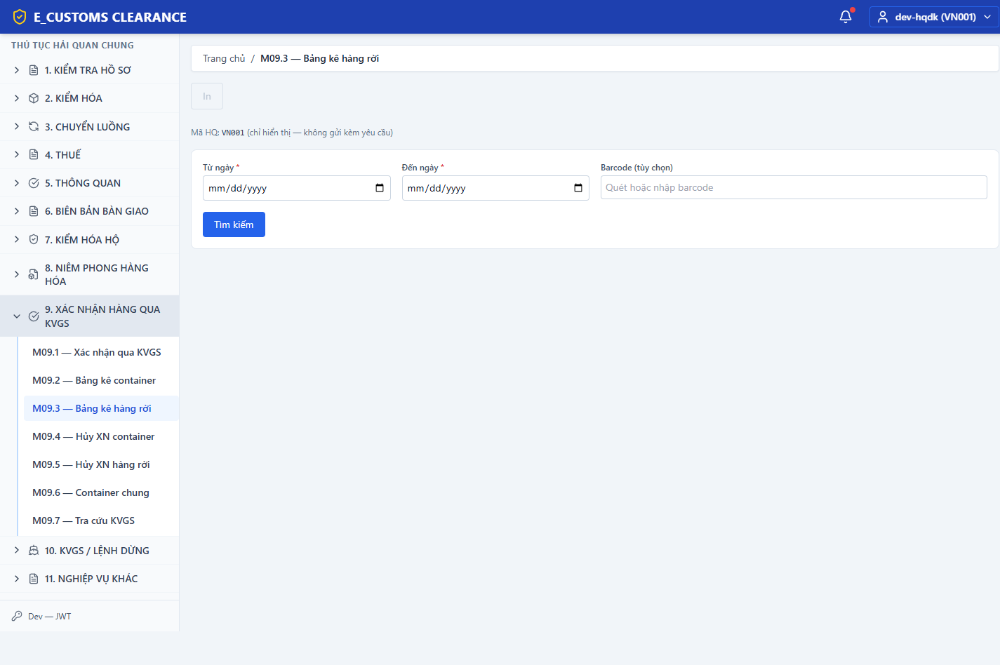 E_CUSTOMS CLEARANCE
dev-hqdk (VN001)
THỦ TỤC HẢI QUAN CHUNG
1. KIỂM TRA HỒ SƠ
2. KIỂM HÓA
3. CHUYỂN LUỒNG
4. THUẾ
5. THÔNG QUAN
6. BIÊN BẢN BÀN GIAO
7. KIỂM HÓA HỘ
8. NIÊM PHONG HÀNG
HÓA
9. XÁC NHẬN HÀNG QUA
KVGS
M09.1 — Xác nhận qua KVGS
M09.2 — Bảng kê container
M09.3 — Bảng kê hàng rời
M09.4 — Hủy XN container
M09.5 — Hủy XN hàng rời
M09.6 — Container chung
M09.7 — Tra cứu KVGS
10. KVGS / LỆNH DỪNG
11. NGHIỆP VỤ KHÁC
Dev — JWT
Trang chủ / M09.3 — Bảng kê hàng rời
In
Mã HQ: VN001 (chỉ hiển thị — không gửi kèm yêu cầu)
Từ ngày *
mm/dd/yyyy
Đến ngày *
mm/dd/yyyy
Barcode (tùy chọn)
Quét hoặc nhập barcode
Tìm kiếm